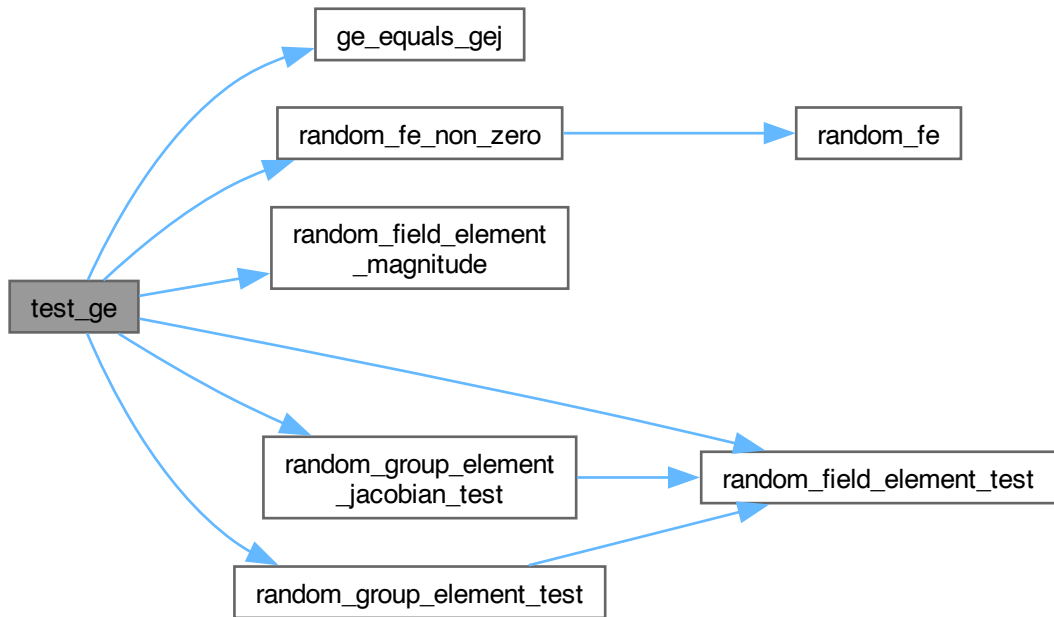 ge_equals_gej
random_fe_non_zero
random_fe
random_field_element
_magnitude
test_ge
random_group_element
_jacobian_test
random_field_element_test
random_group_element_test